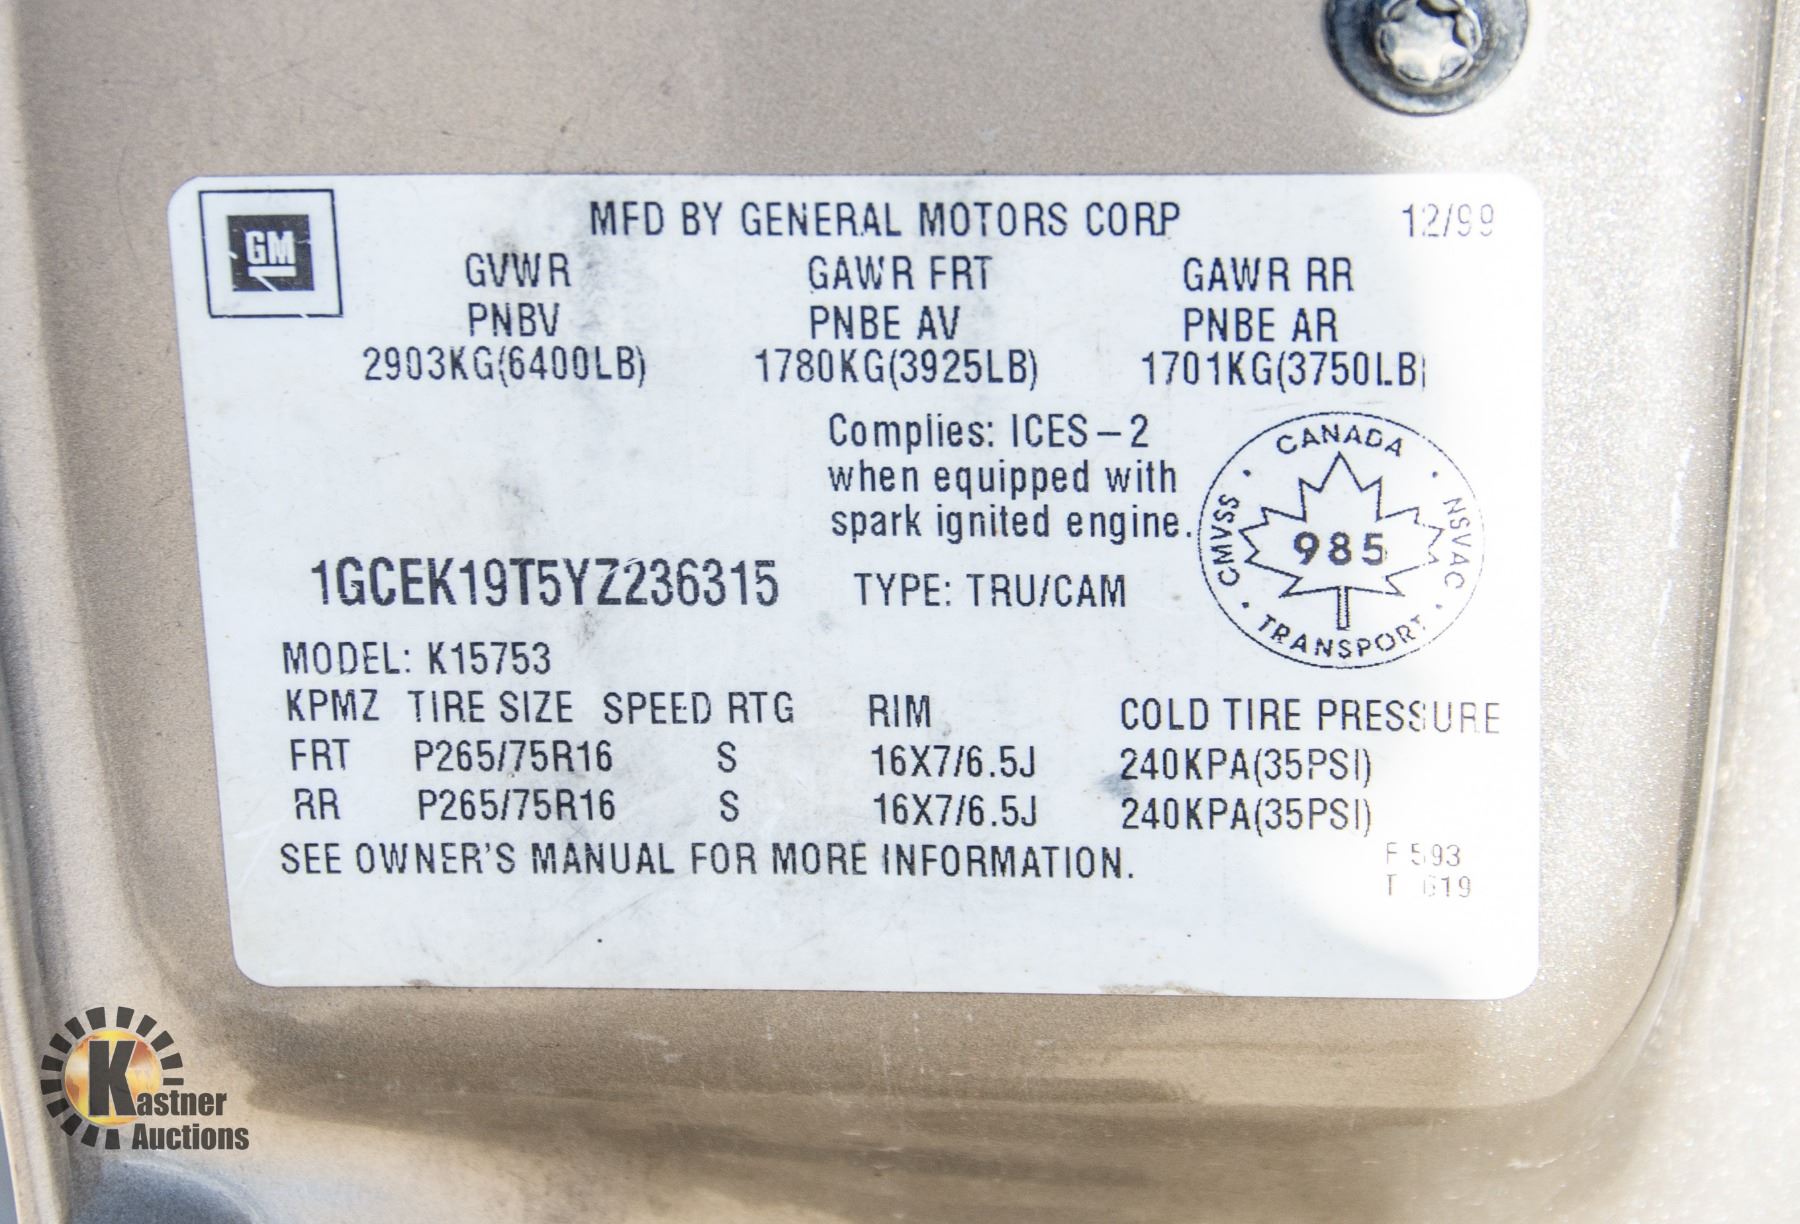 GM
MFD BY GENERAL MOTORS CORP 12/99
GVWR GAWR FRT GAWR RR
PNBV PNBE AV PNBE AR
2903KG(6400LB) 1780KG(3925LB) 1701KG(3750LB)
Complies: ICES-2
when equipped with
spark ignited engine.
CANADA
CMVSS 985 NSVAC
TRANSPORT
1GCEK19T5YZ236315 TYPE: TRU/CAM
MODEL: K15753
KPMZ TIRE SIZE SPEED RTG RIM COLD TIRE PRESSURE
FRT P265/75R16 S 16X7/6.5J 240KPA(35PSI)
RR P265/75R16 S 16X7/6.5J 240KPA(35PSI)
SEE OWNER'S MANUAL FOR MORE INFORMATION.
F 593
T 619
Kastner
Auctions